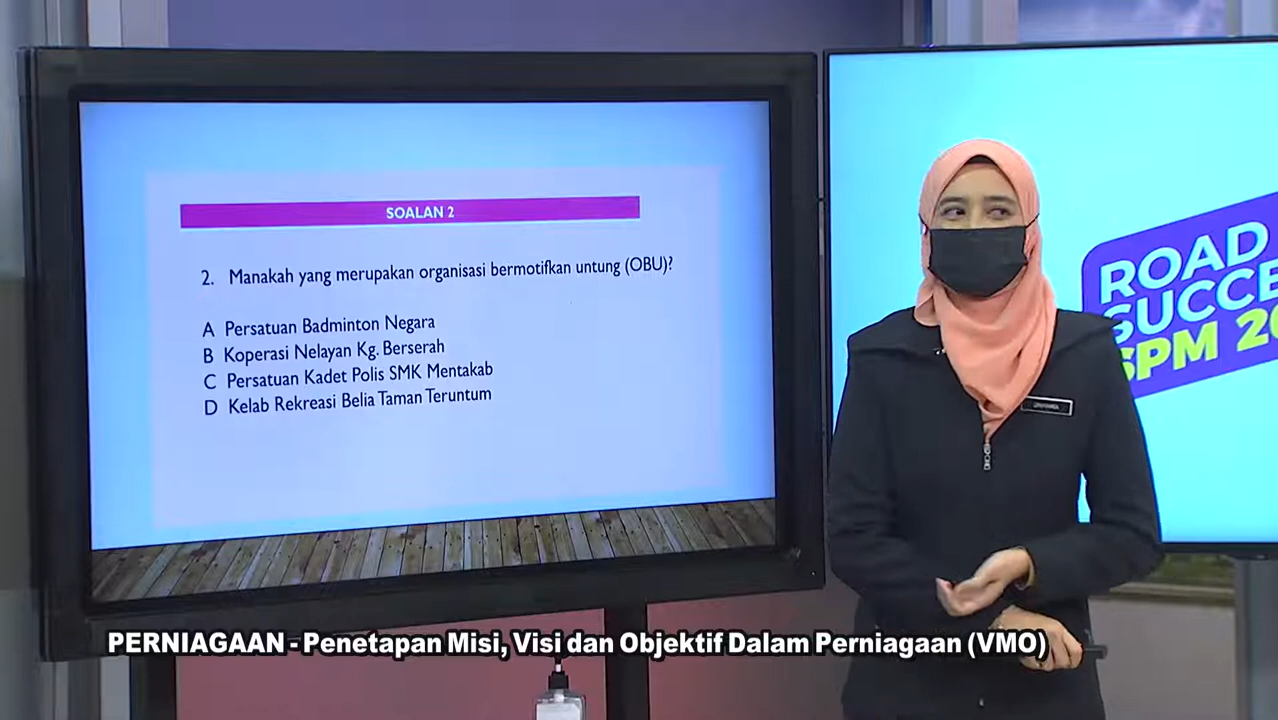 SOALAN 2
2. Manakah yang merupakan organisasi bermotifkan untung (OBU)?
A Persatuan Badminton Negara
B Koperasi Nelayan Kg. Berserah
C Persatuan Kadet Polis SMK Mentakab
D Kelab Rekreasi Belia Taman Teruntum
ROAD
SUCCE
SPM 20
PERNIAGAAN - Penetapan Misi, Visi dan Objektif Dalam Perniagaan (VMO)